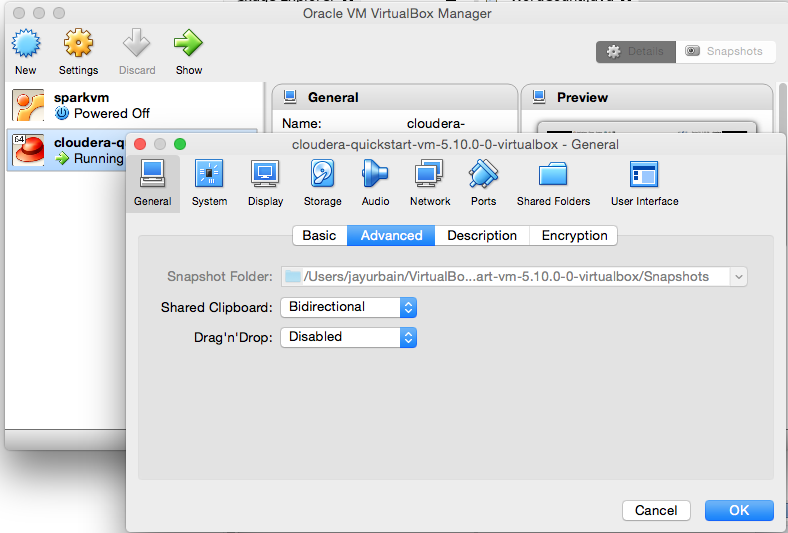 Oracle VM VirtualBox Manager
New
Settings
Discard
Show
Details
Snapshots
sparkvm
Powered Off
64
cloudera-q
Running
General
Name:
cloudera-
Preview
cloudera-quickstart-vm-5.10.0-0-virtualbox - General
General
System
Display
Storage
Audio
Network
Ports
Shared Folders
User Interface
Basic
Advanced
Description
Encryption
Snapshot Folder:
/Users/jayurbain/VirtualBo...art-vm-5.10.0-0-virtualbox/Snapshots
Shared Clipboard:
Bidirectional
Drag'n'Drop:
Disabled
Cancel
OK